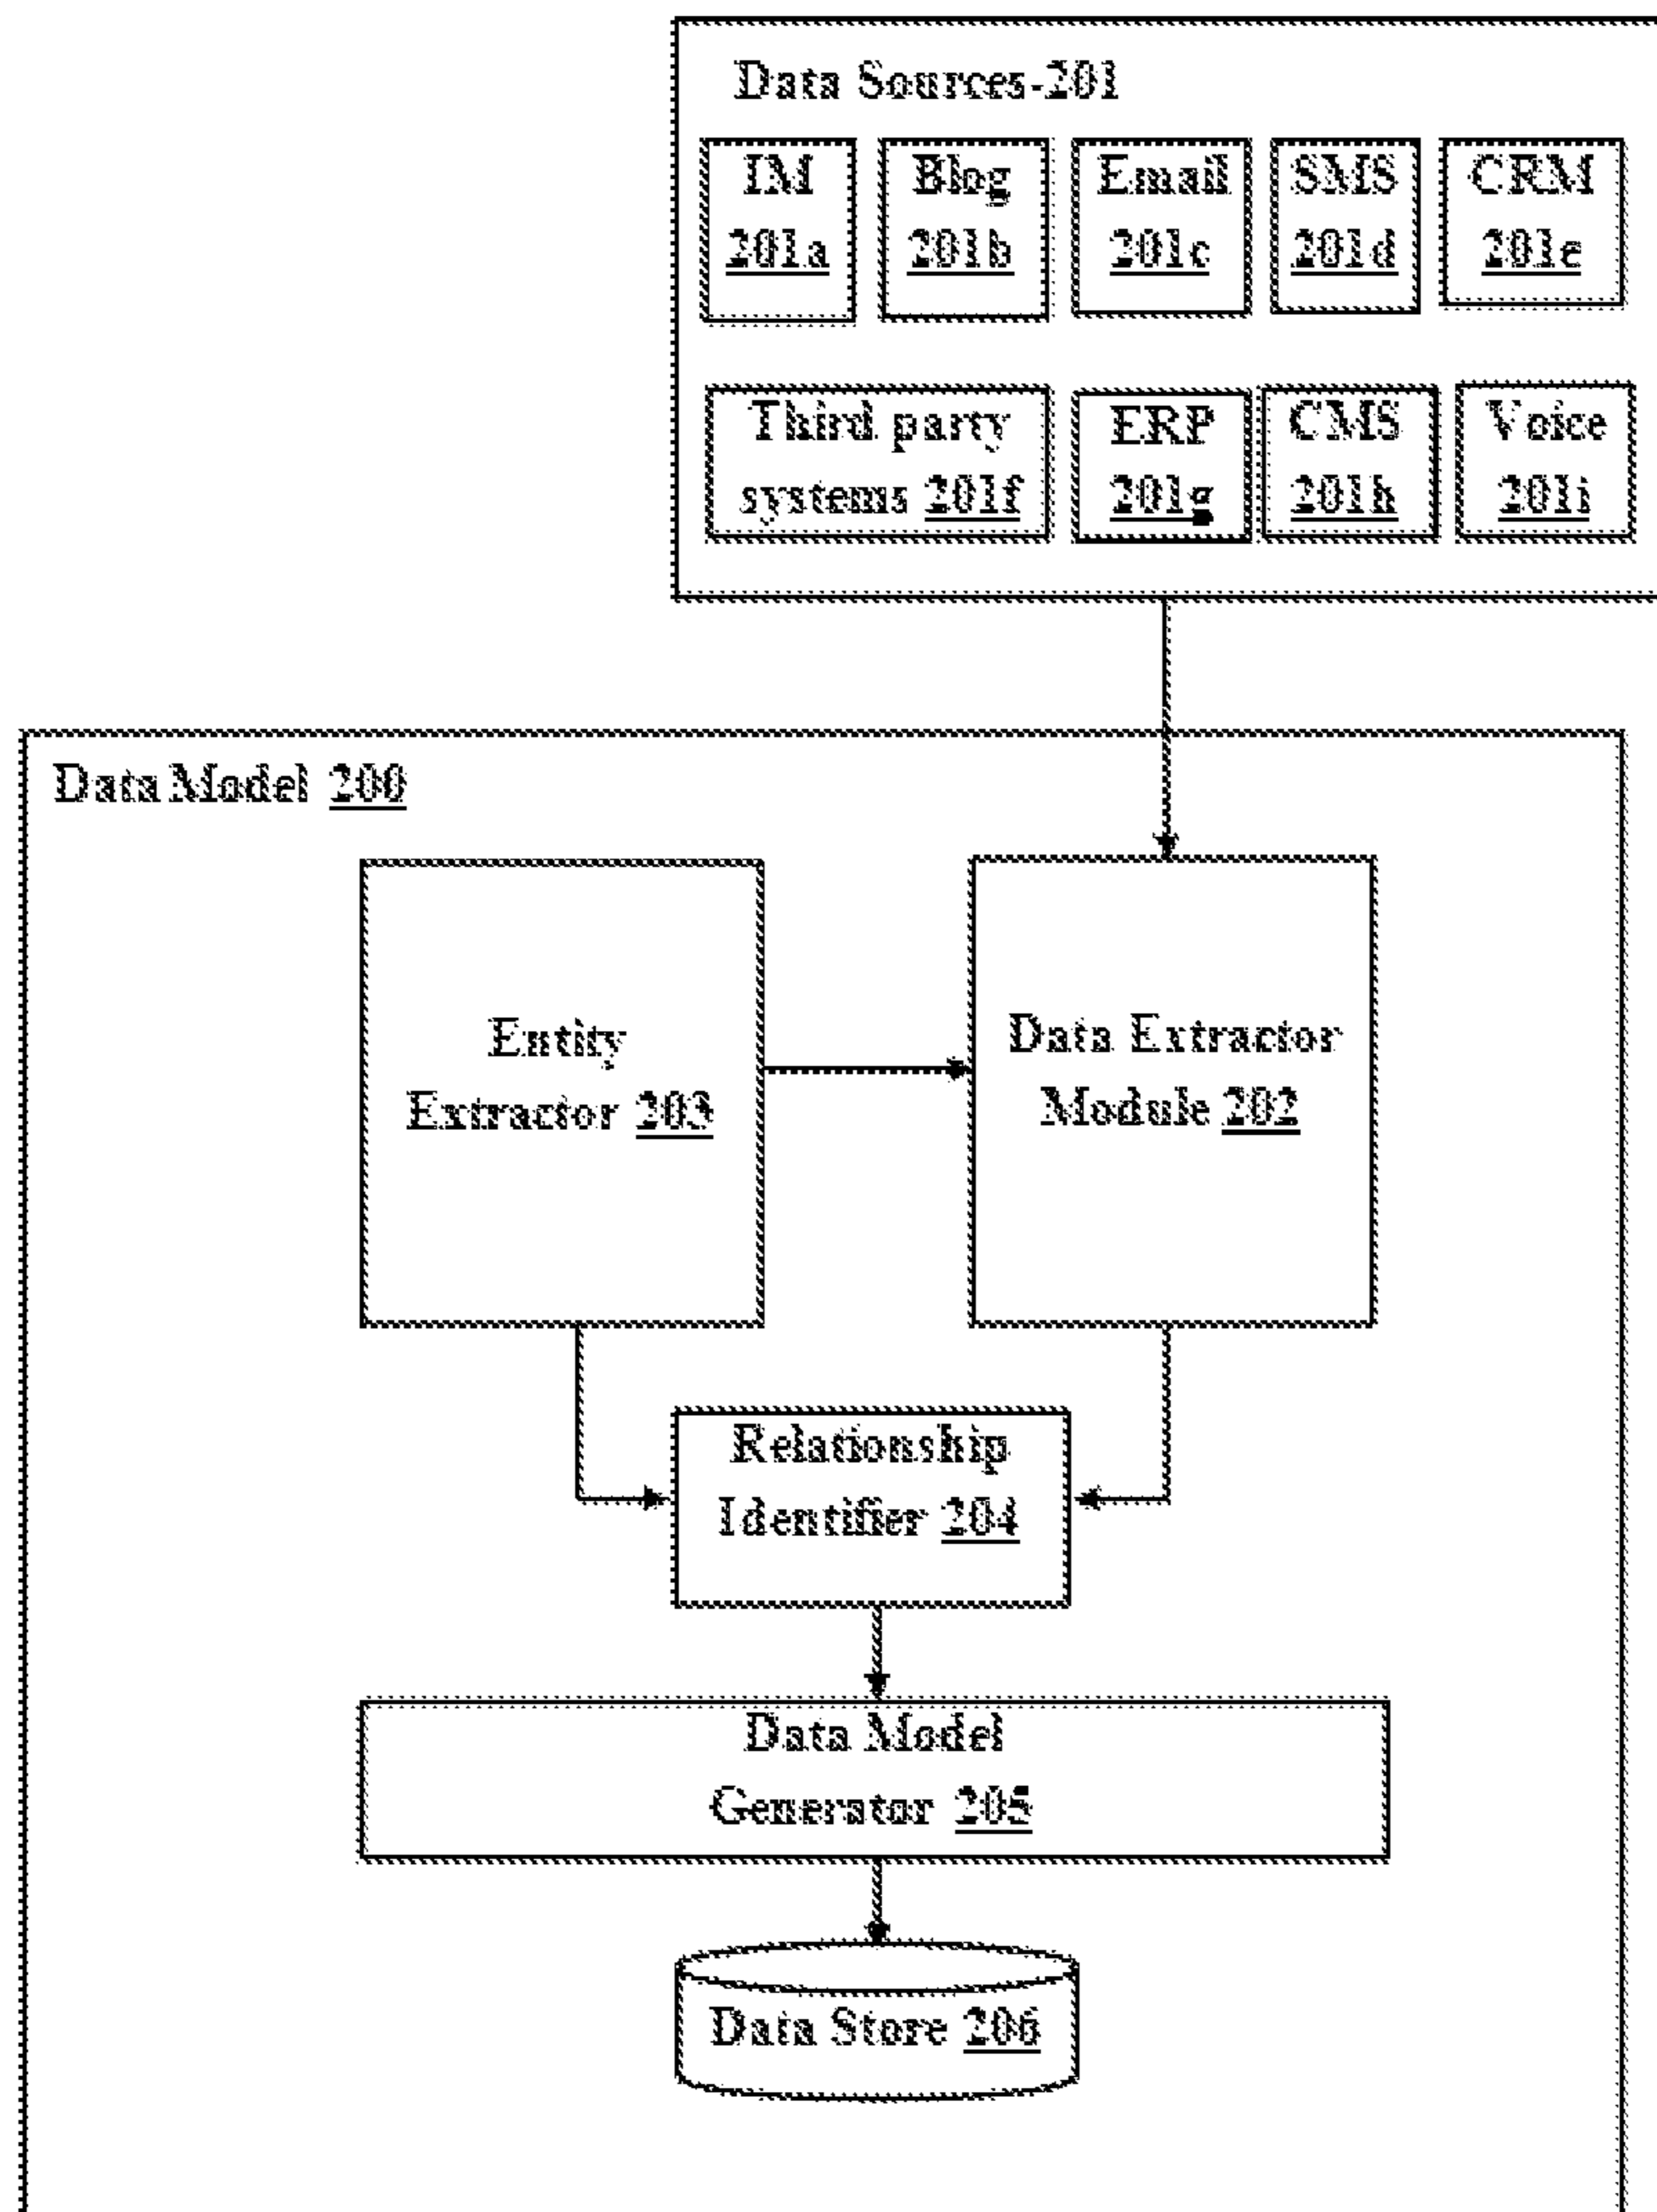 Data Sources-201
IM
201a
Blog
201b
Email
201c
SMS
201d
CRM
201e
Third party
systems 201f
ERP
201g
CMS
201h
Voice
201i
Data Model 200
Entity
Extractor 203
Data Extractor
Module 202
Relationship
Identifier 204
Data Model
Generator 205
Data Store 206